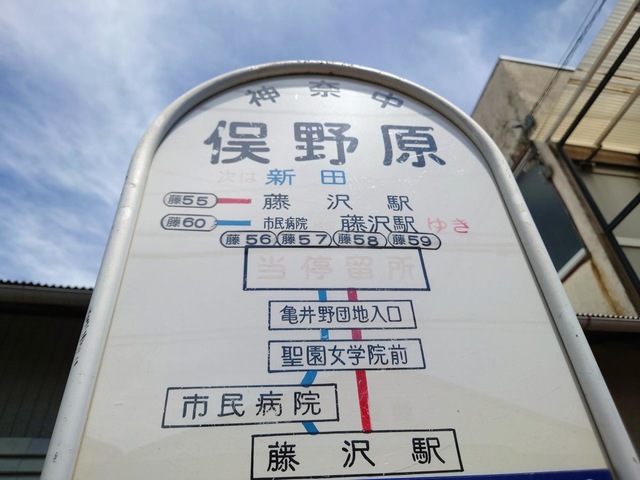 神奈中
俣野原
次は 新田
藤55 藤沢駅
藤60 市民病院 藤沢駅 ゆき
藤56 藤57 藤58 藤59
当停留所
亀井野団地入口
聖園女学院前
市民病院
藤沢駅